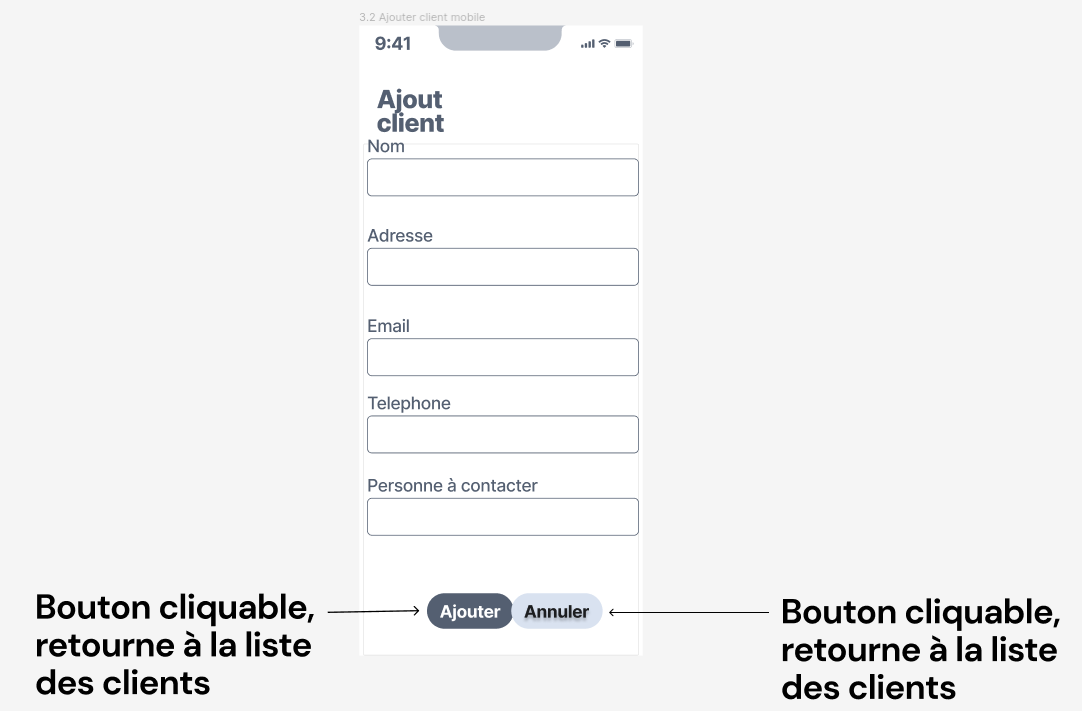 3.2 Ajouter client mobile
9:41
Ajout
client
Nom
Adresse
Email
Telephone
Personne à contacter
Bouton cliquable,
retourne à la liste
des clients
Ajouter
Annuler
Bouton cliquable,
retourne à la liste
des clients